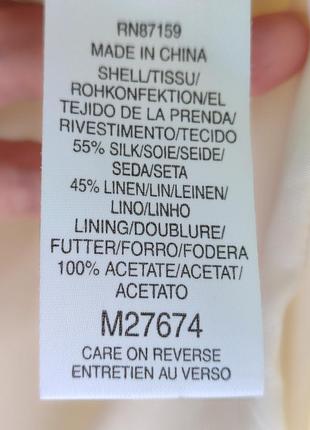 RN87159
MADE IN CHINA
SHELL/TISSU/
ROHKONFEKTION/EL
TEJIDO DE LA PRENDA/
RIVESTIMENTO/TECIDO
55% SILK/SOIE/SEIDE/
SEDA/SETA
45% LINEN/LIN/LEINEN/
LINO/LINHO
LINING/DOUBLURE/
FUTTER/FORRO/FODERA
100% ACETATE/ACETAT/
ACETATO
M27674
CARE ON REVERSE
ENTRETIEN AU VERSO